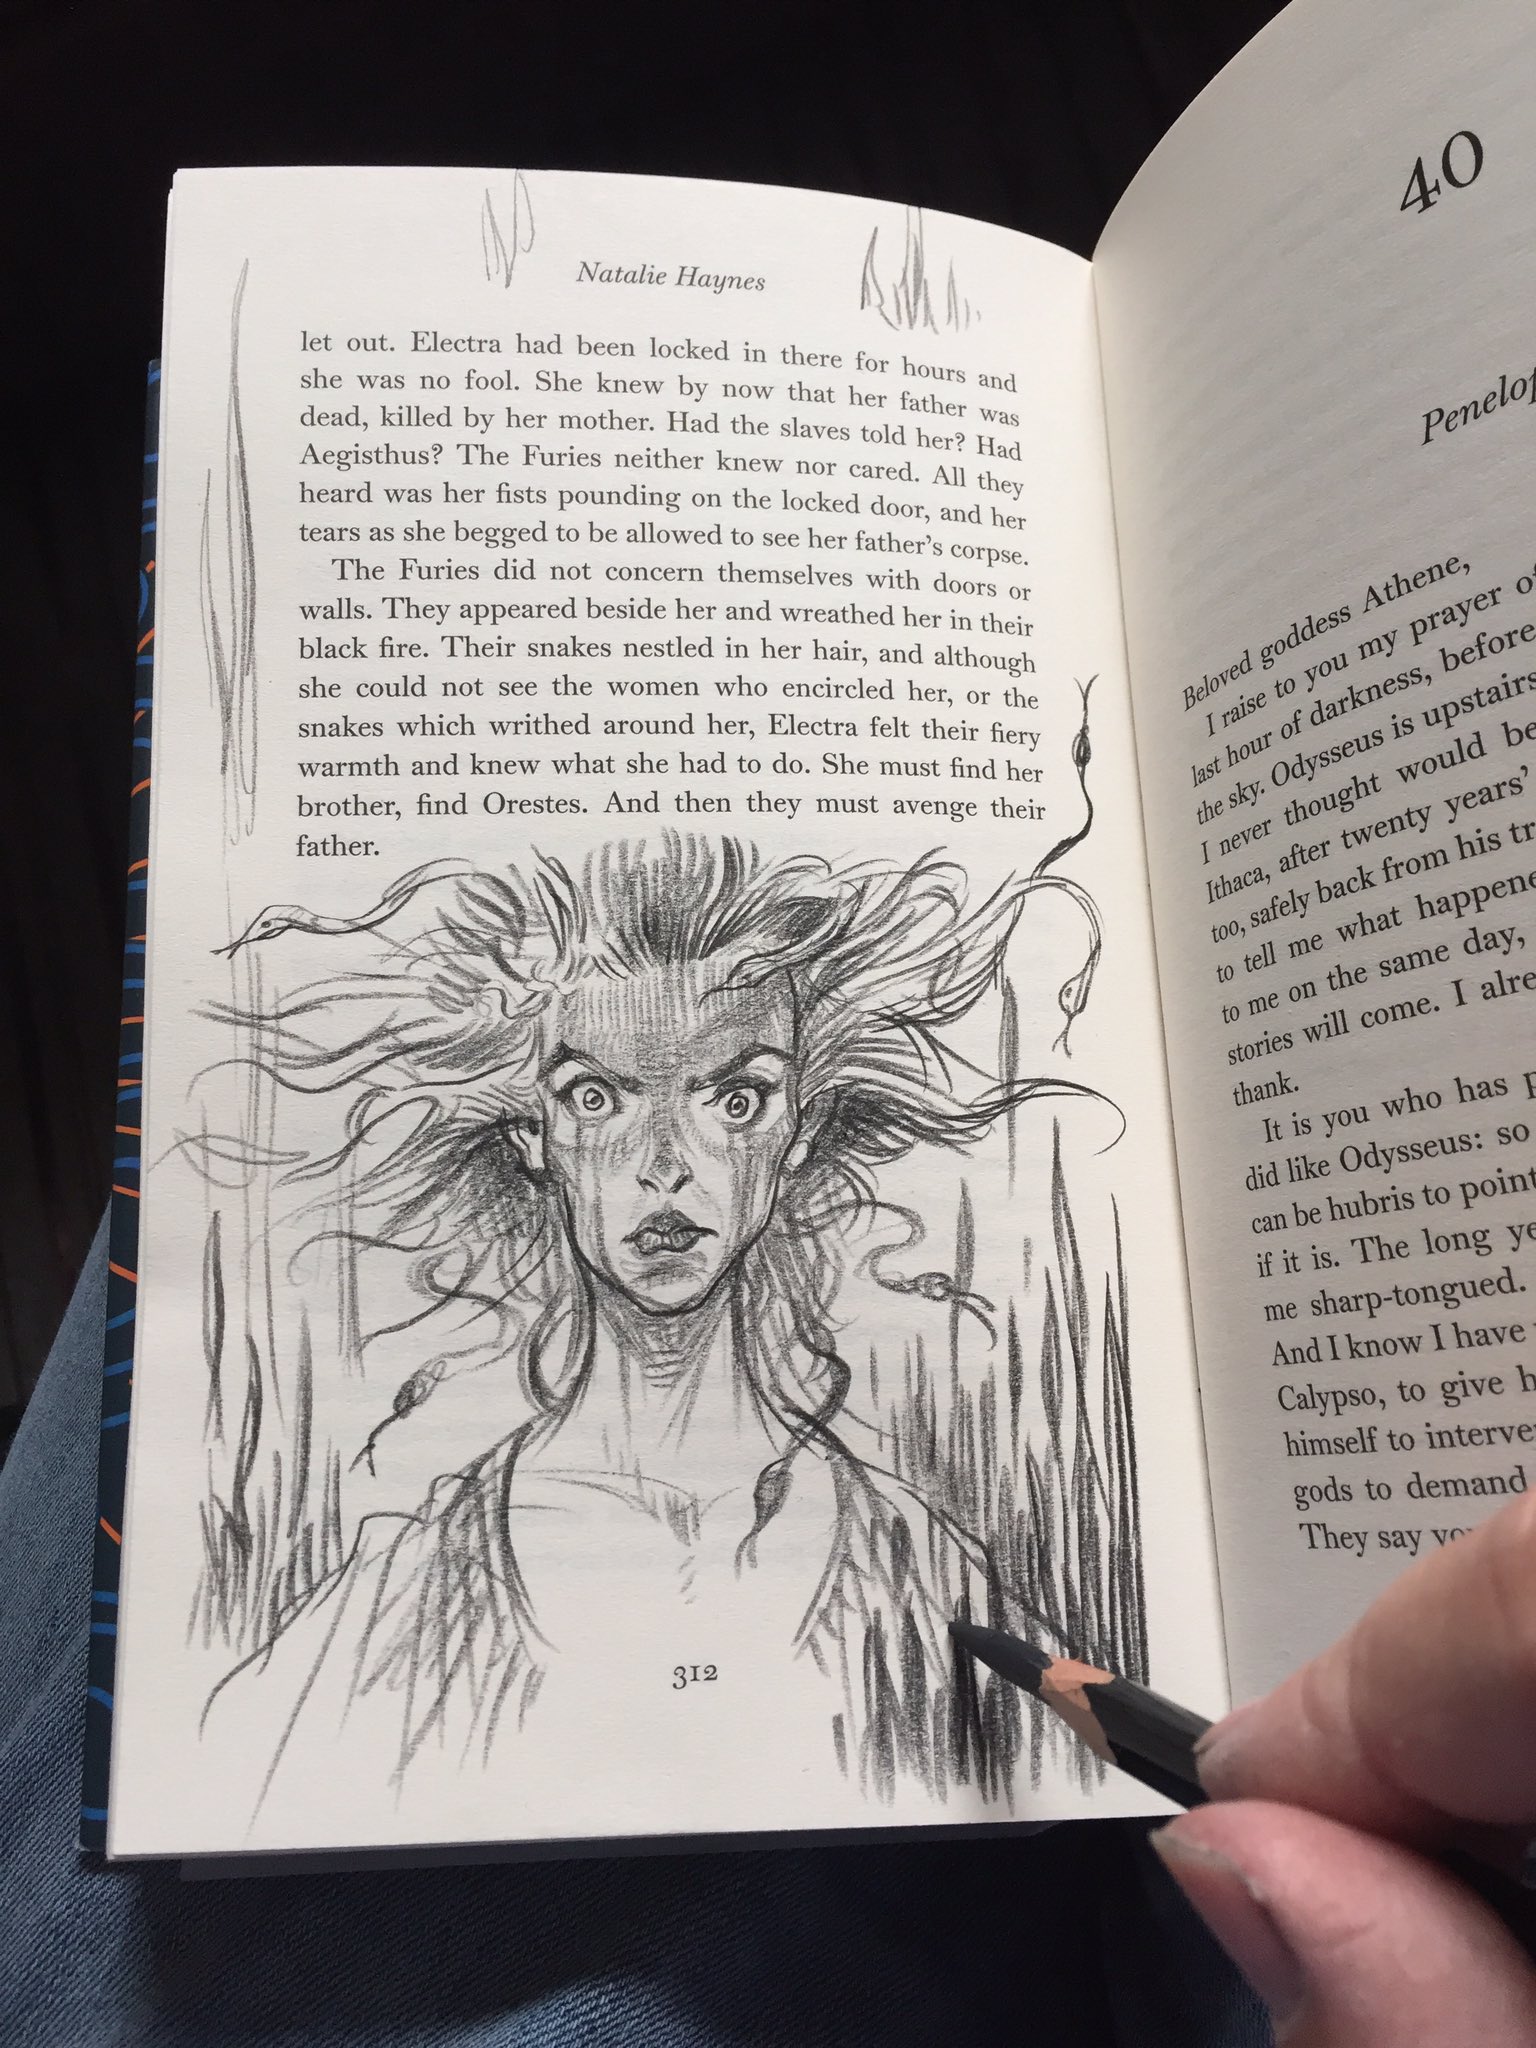 Natalie Haynes
let out. Electra had been locked in there for hours and
she was no fool. She knew by now that her father was
dead, killed by her mother. Had the slaves told her? Had
Aegisthus? The Furies neither knew nor cared. All they
heard was her fists pounding on the locked door, and her
tears as she begged to be allowed to see her father's corpse.
The Furies did not concern themselves with doors or
walls. They appeared beside her and wreathed her in their
black fire. Their snakes nestled in her hair, and although
she could not see the women who encircled her, or the
snakes which writhed around her, Electra felt their fiery
warmth and knew what she had to do. She must find her
brother, find Orestes. And then they must avenge their
father.
312
40
Beloved goddess Athene,
I raise to you my prayer
last hour of darkness, before
the sky. Odysseus is upstairs
I never thought would
Ithaca, after twenty years'
too, safely back from his
to tell me what
to me on the same day,
stories will come. I
thank.
It is you who has
did like Odysseus: so
can be hubris to point
if it is. The long
me sharp-tongued.
And I know I have
Calypso, to give
himself to
gods to demand
They say